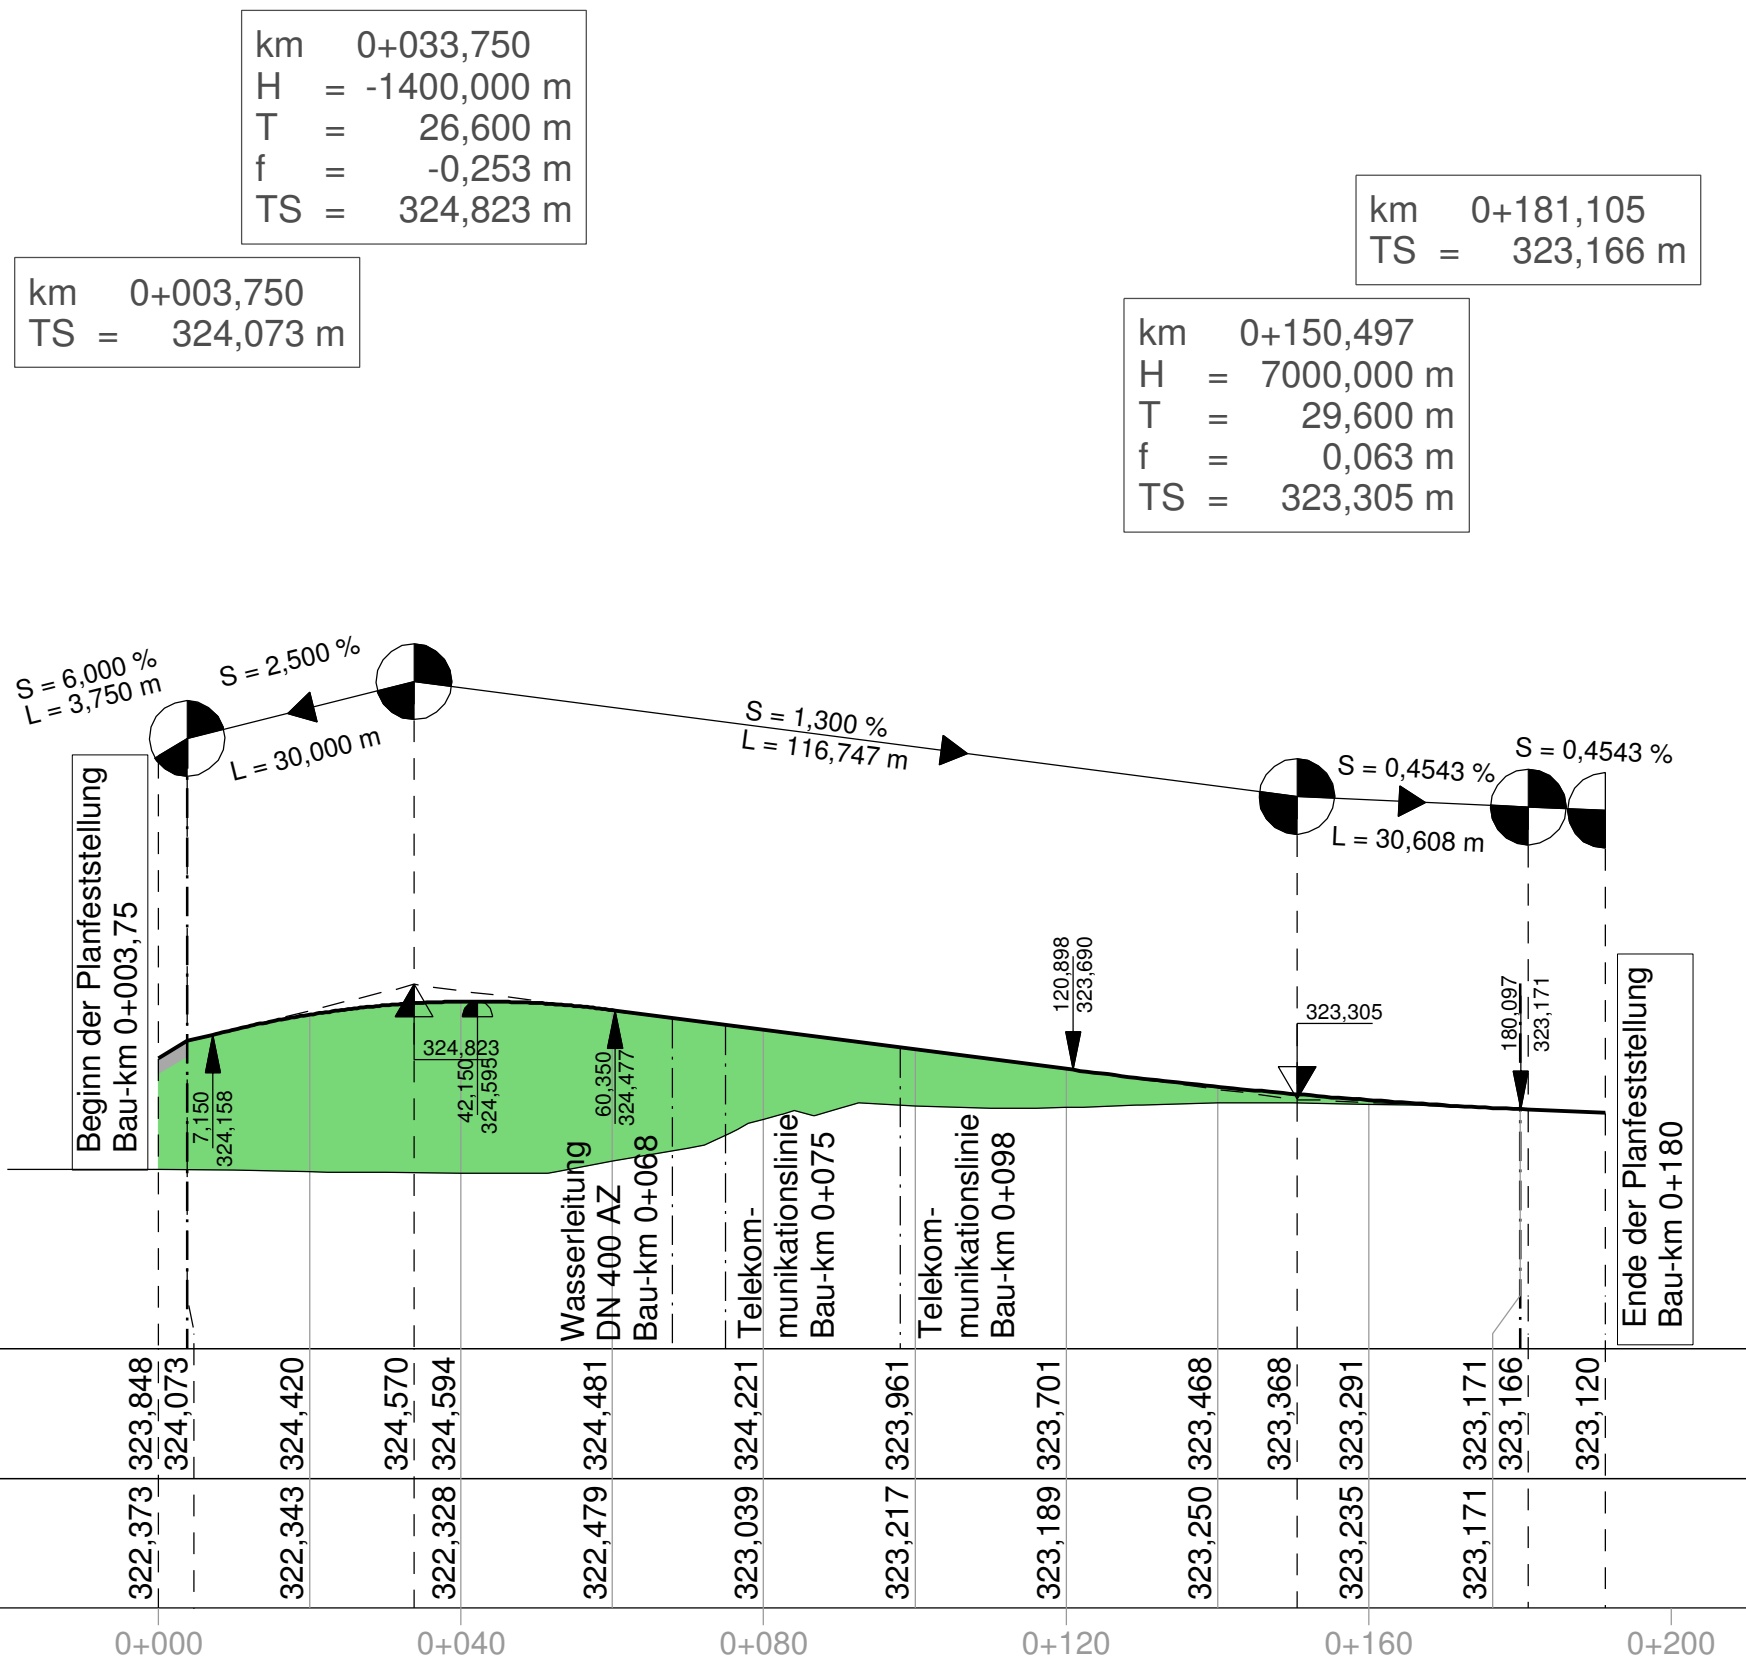 km 0+033,750
H = -1400,000 m
T = 26,600 m
f = -0,253 m
TS = 324,823 m
km 0+181,105
TS = 323,166 m
km 0+003,750
TS = 324,073 m
km 0+150,497
H = 7000,000 m
T = 29,600 m
f = 0,063 m
TS = 323,305 m
S = 6,000 %
L = 3,750 m
S = 2,500 %
L = 30,000 m
S = 1,300 %
L = 116,747 m
S = 0,4543 %
L = 30,608 m
S = 0,4543 %
Beginn der Planfeststellung
Bau-km 0+003,75
7,150
324,158
324,823
42,150
324,595
60,350
324,477
120,898
323,690
323,305
180,097
323,171
Wasserleitung
DN 400 AZ
Bau-km 0+068
Telekom-
munikationslinie
Bau-km 0+075
Telekom-
munikationslinie
Bau-km 0+098
Ende der Planfeststellung
Bau-km 0+180
323,848
324,073
324,420
324,570
324,594
324,481
324,221
323,961
323,701
323,468
323,368
323,291
323,171
323,166
323,120
322,373
322,343
322,328
322,479
323,039
323,217
323,189
323,250
323,235
323,171
0+000
0+040
0+080
0+120
0+160
0+200